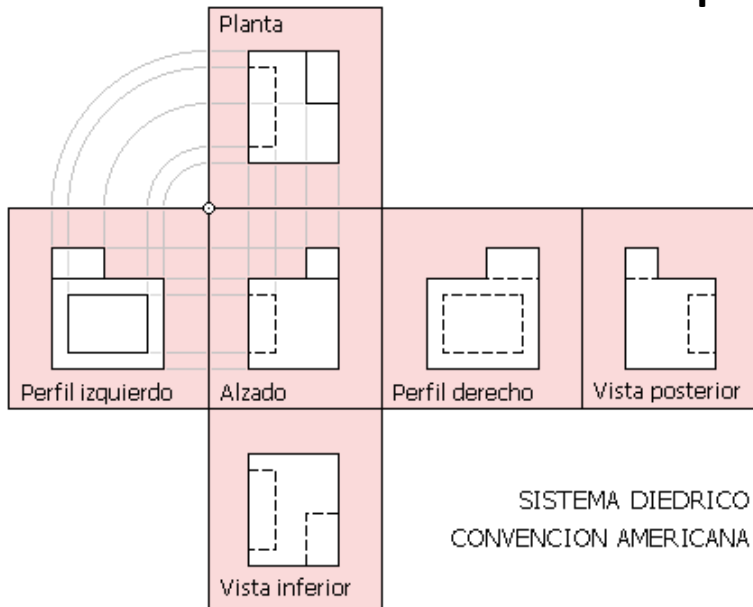 Planta
Perfil izquierdo
Alzado
Perfil derecho
Vista posterior
SISTEMA DIEDRICO
CONVENCION AMERICANA
Vista inferior